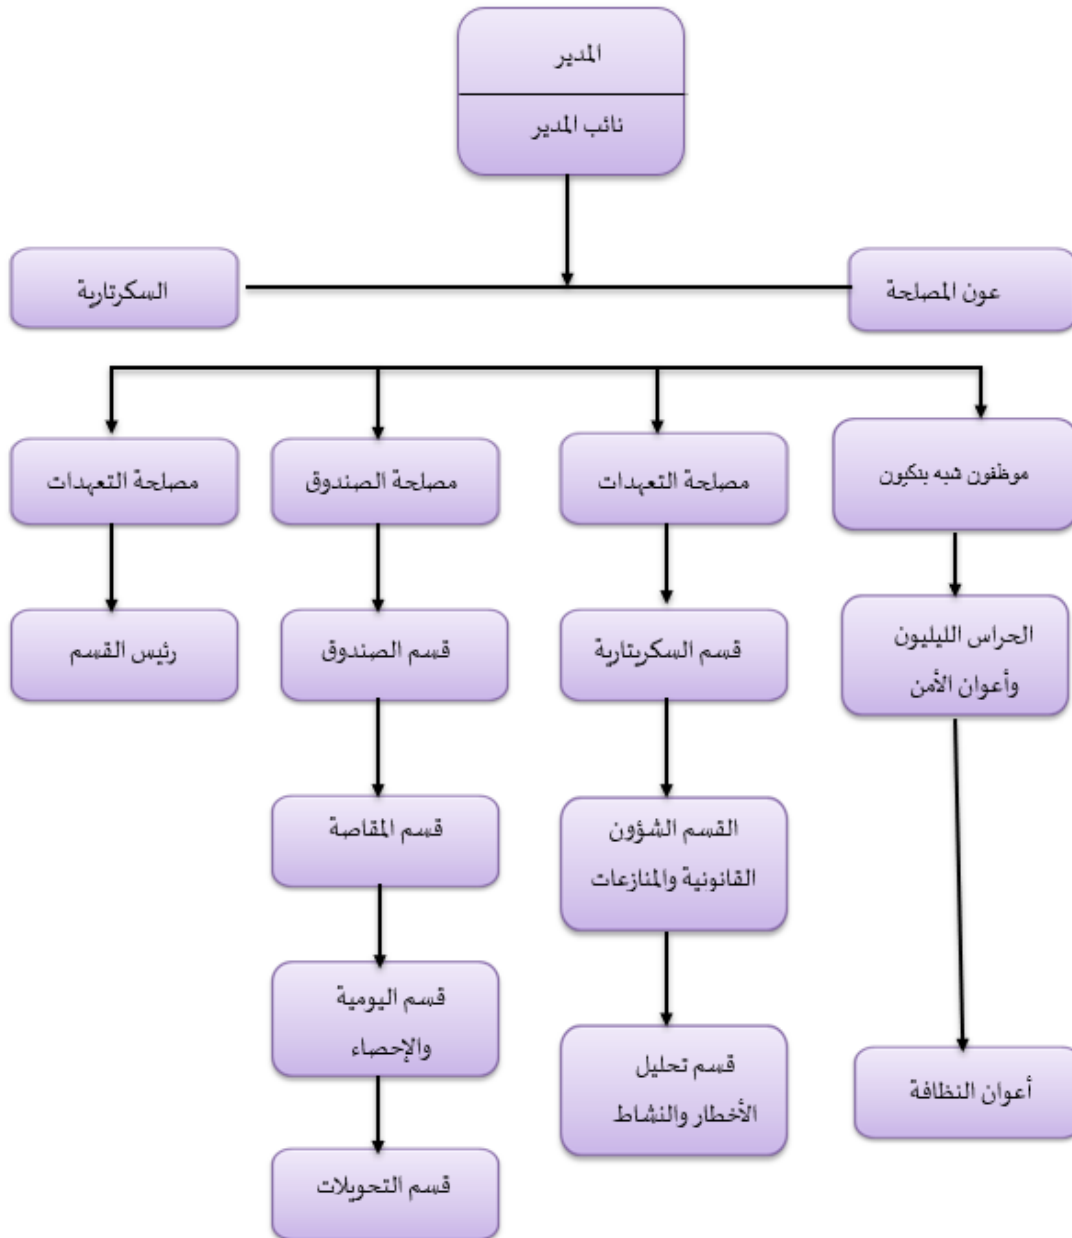 المدير
نائب المدير
عون المصلحة
السكرتارية
موظفون شبه بنكيون
مصلحة التعهدات
مصلحة الصندوق
مصلحة التعهدات
الحراس الليليون
وأعوان الأمن
قسم السكريتارية
قسم الصندوق
رئيس القسم
القسم الشؤون
القانونية والمنازعات
قسم المقاصة
قسم اليومية
والإحصاء
قسم تحليل
الأخطار والنشاط
أعوان النظافة
قسم التحويلات